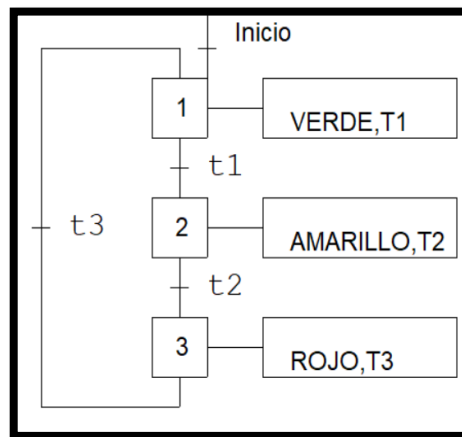 Inicio
1
VERDE,T1
t1
t3
2
AMARILLO,T2
t2
3
ROJO,T3